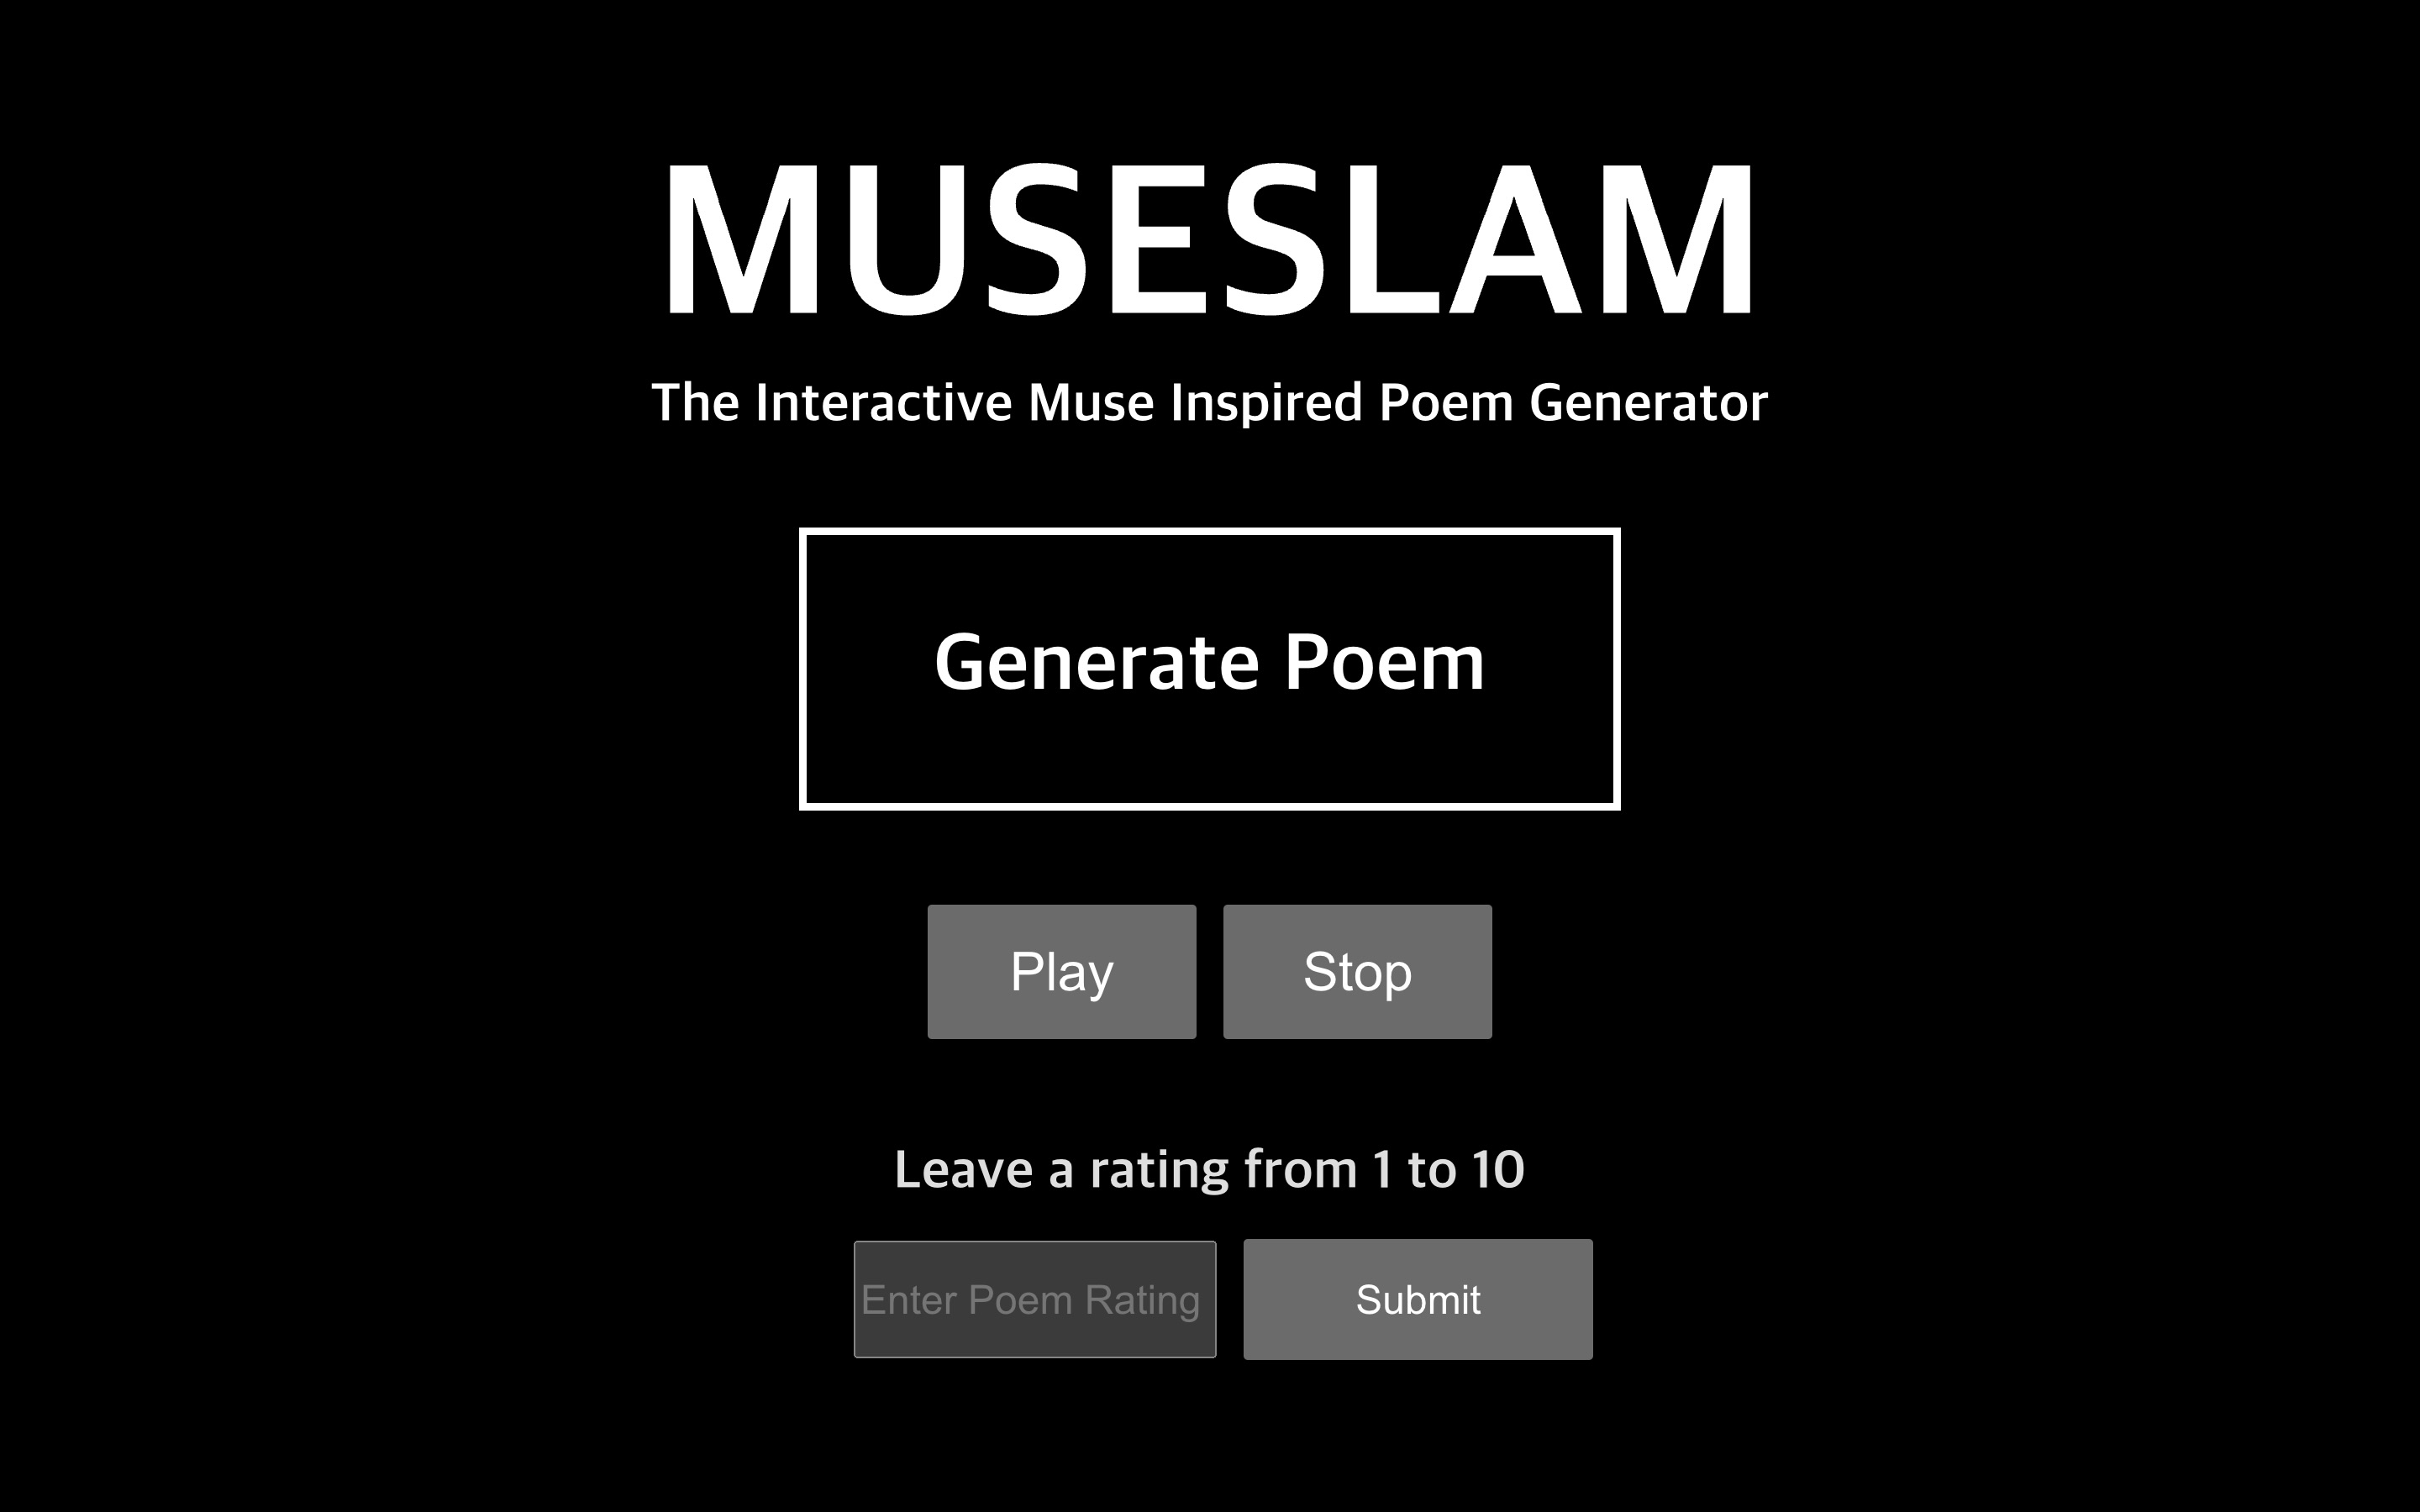 MUSESLAM
The Interactive Muse Inspired Poem Generator
Generate Poem
Play Stop
Leave a rating from 1 to 10
Enter Poem Rating Submit